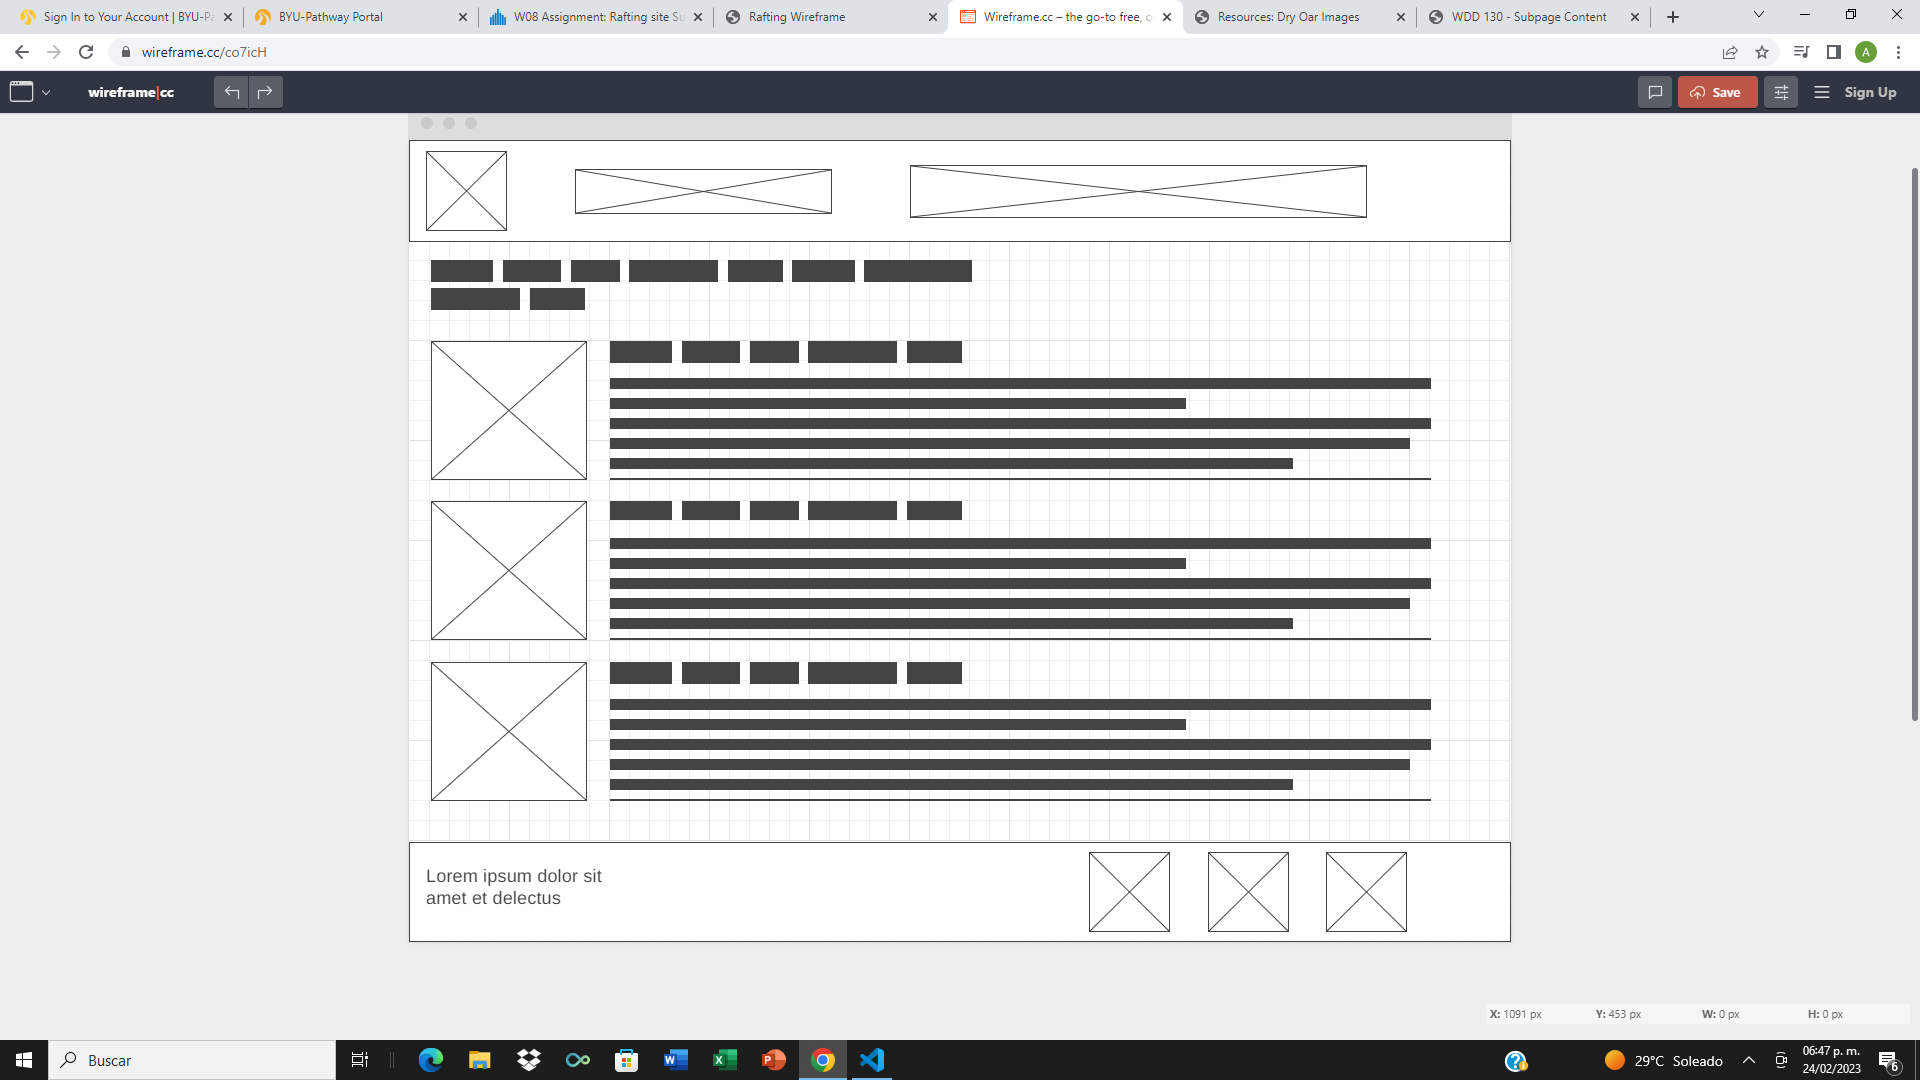 Sign In to Your Account | BYU-Pa
BYU-Pathway Portal
W08 Assignment: Rafting site Su
Rafting Wireframe
Wireframe.cc – the go-to free, o
Resources: Dry Oar Images
WDD 130 - Subpage Content
wireframe.cc/co7icH
A
wireframe|cc
Save
Sign Up
Lorem ipsum dolor sit
amet et delectus
X: 1091 px
Y: 453 px
W: 0 px
H: 0 px
Buscar
29°C Soleado
06:47 p. m.
24/02/2023
6